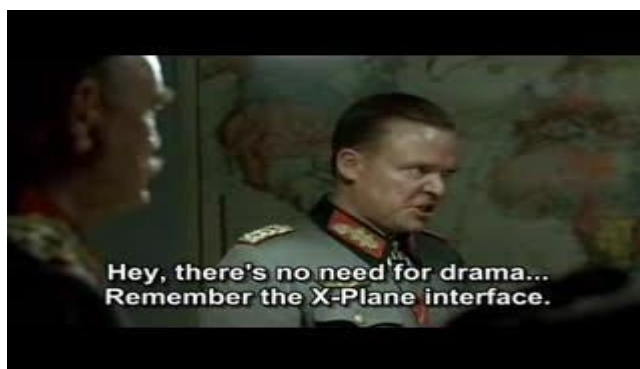 Hey, there's no need for drama...
Remember the X-Plane interface.